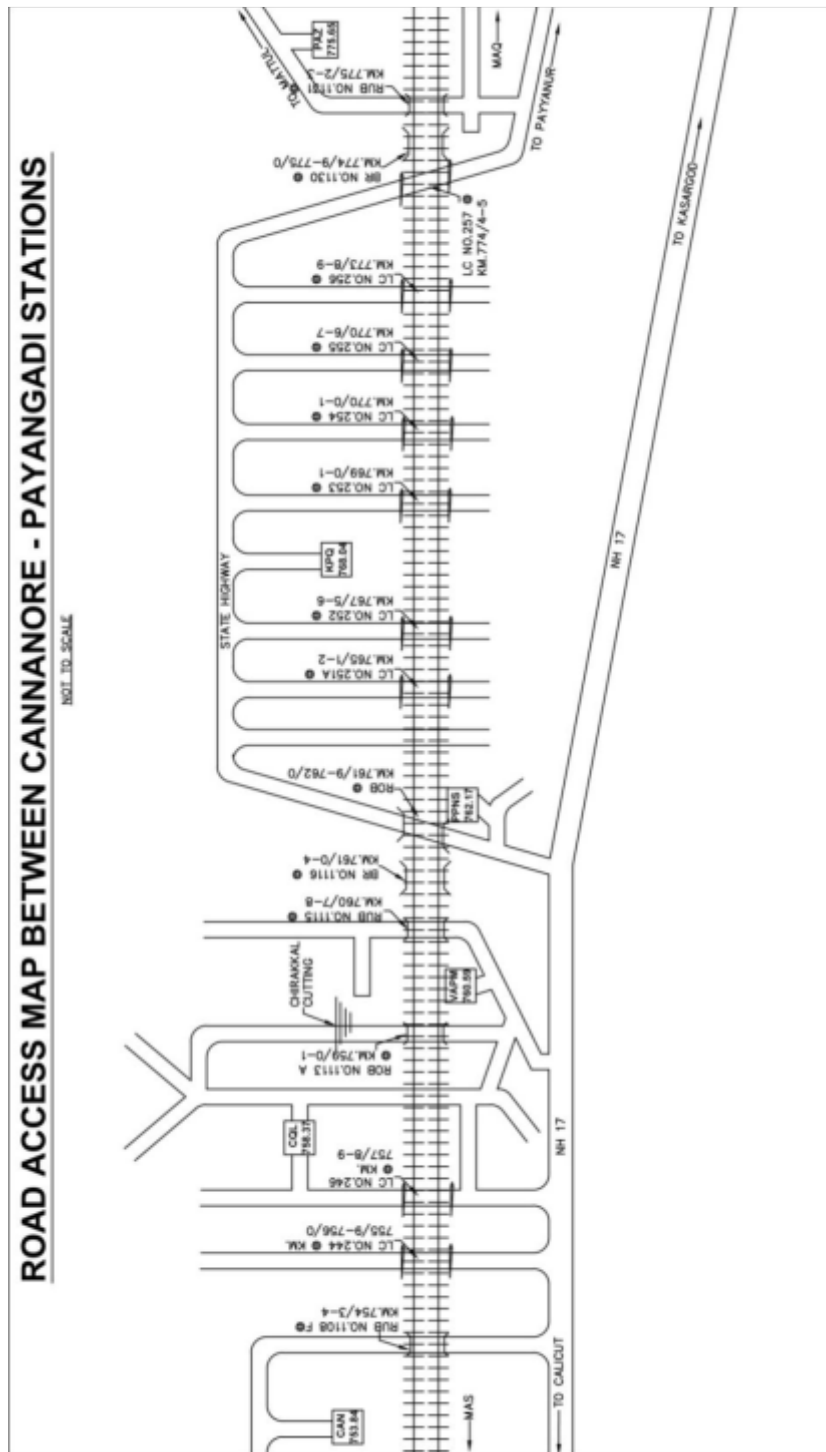 ROAD ACCESS MAP BETWEEN CANNANORE - PAYANGADI STATIONS
NOT TO SCALE
TO MATTUL
PAZ
775.65
MAQ
RUB NO.1131 @
KM.775/2-3
TO PAYYANUR
BR NO.1130 @
KM.774/9-775/0
LC NO.257 @
KM.774/4-5
TO KASARGOD
LC NO.256 @
KM.773/8-9
LC NO.255 @
KM.770/6-7
LC NO.254 @
KM.770/0-1
LC NO.253 @
KM.769/0-1
KPQ
768.04
NH 17
STATE HIGHWAY
LC NO.252 @
KM.767/5-6
LC NO.251A @
KM.765/1-2
ROB @
KM.761/9-762/0
PPNS
762.17
BR NO.1116 @
KM.761/0-4
RUB NO.1115 @
KM.760/7-8
CHIRAKKAL
CUTTING
VAPM
760.59
ROB NO.1113 A
@ KM.759/0-1
CQL
758.37
NH 17
LC NO.246
@ KM.
757/8-9
LC NO.244 @ KM.
755/9-756/0
RUB NO.1108 F@
KM.754/3-4
CAN
753.84
MAS
TO CALICUT